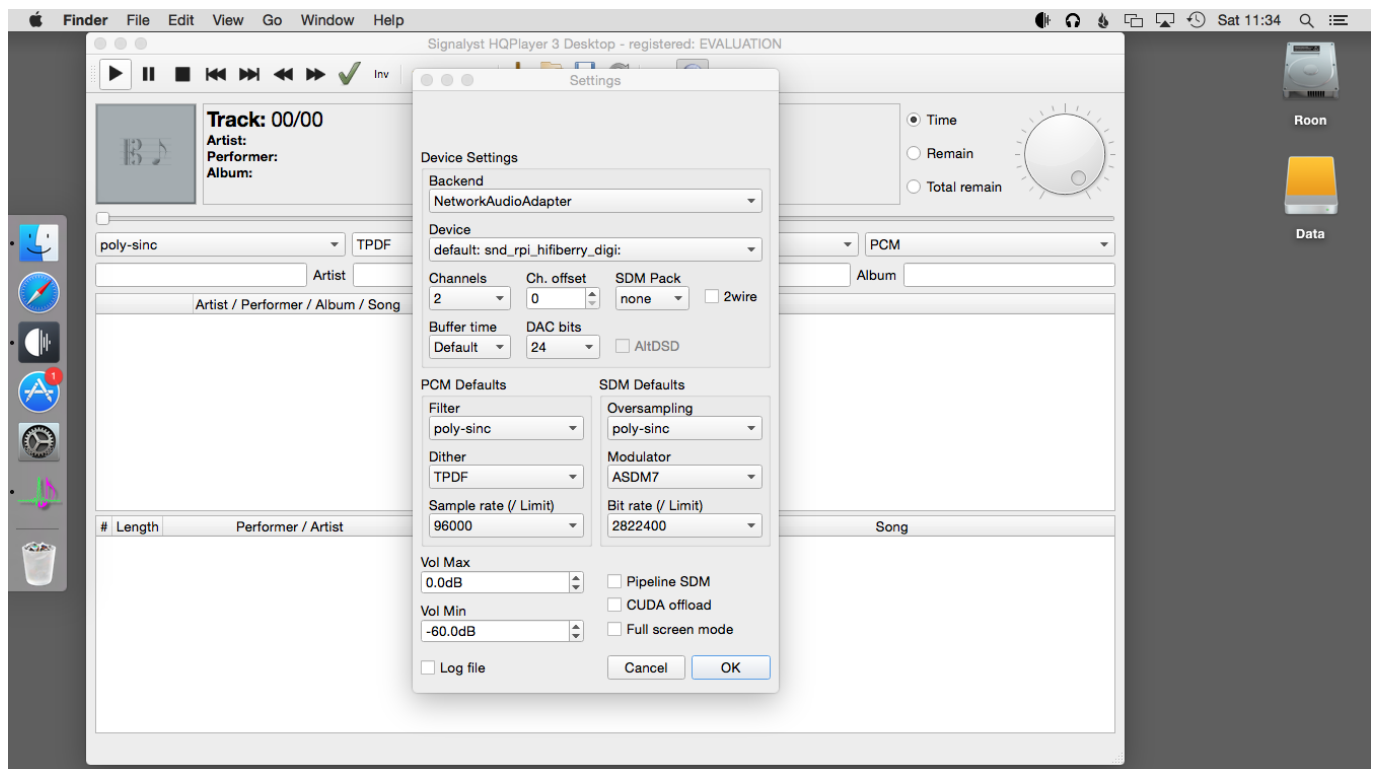 Finder File Edit View Go Window Help Sat 11:34
Signalyst HQPlayer 3 Desktop - registered: EVALUATION
Inv
Settings
Track: 00/00
Artist:
Performer:
Album:
Time
Remain
Total remain
Roon
Data
Device Settings
Backend
NetworkAudioAdapter
Device
default: snd_rpi_hifiberry_digi:
poly-sinc
TPDF
PCM
Artist
Album
Channels Ch. offset SDM Pack
2 0 none 2wire
Artist / Performer / Album / Song
Buffer time DAC bits
Default 24 AltDSD
1
PCM Defaults SDM Defaults
Filter Oversampling
poly-sinc poly-sinc
Dither Modulator
TPDF ASDM7
Sample rate (/ Limit) Bit rate (/ Limit)
96000 2822400
# Length Performer / Artist Song
Vol Max
0.0dB
Pipeline SDM
CUDA offload
Vol Min
-60.0dB
Full screen mode
Log file
Cancel OK